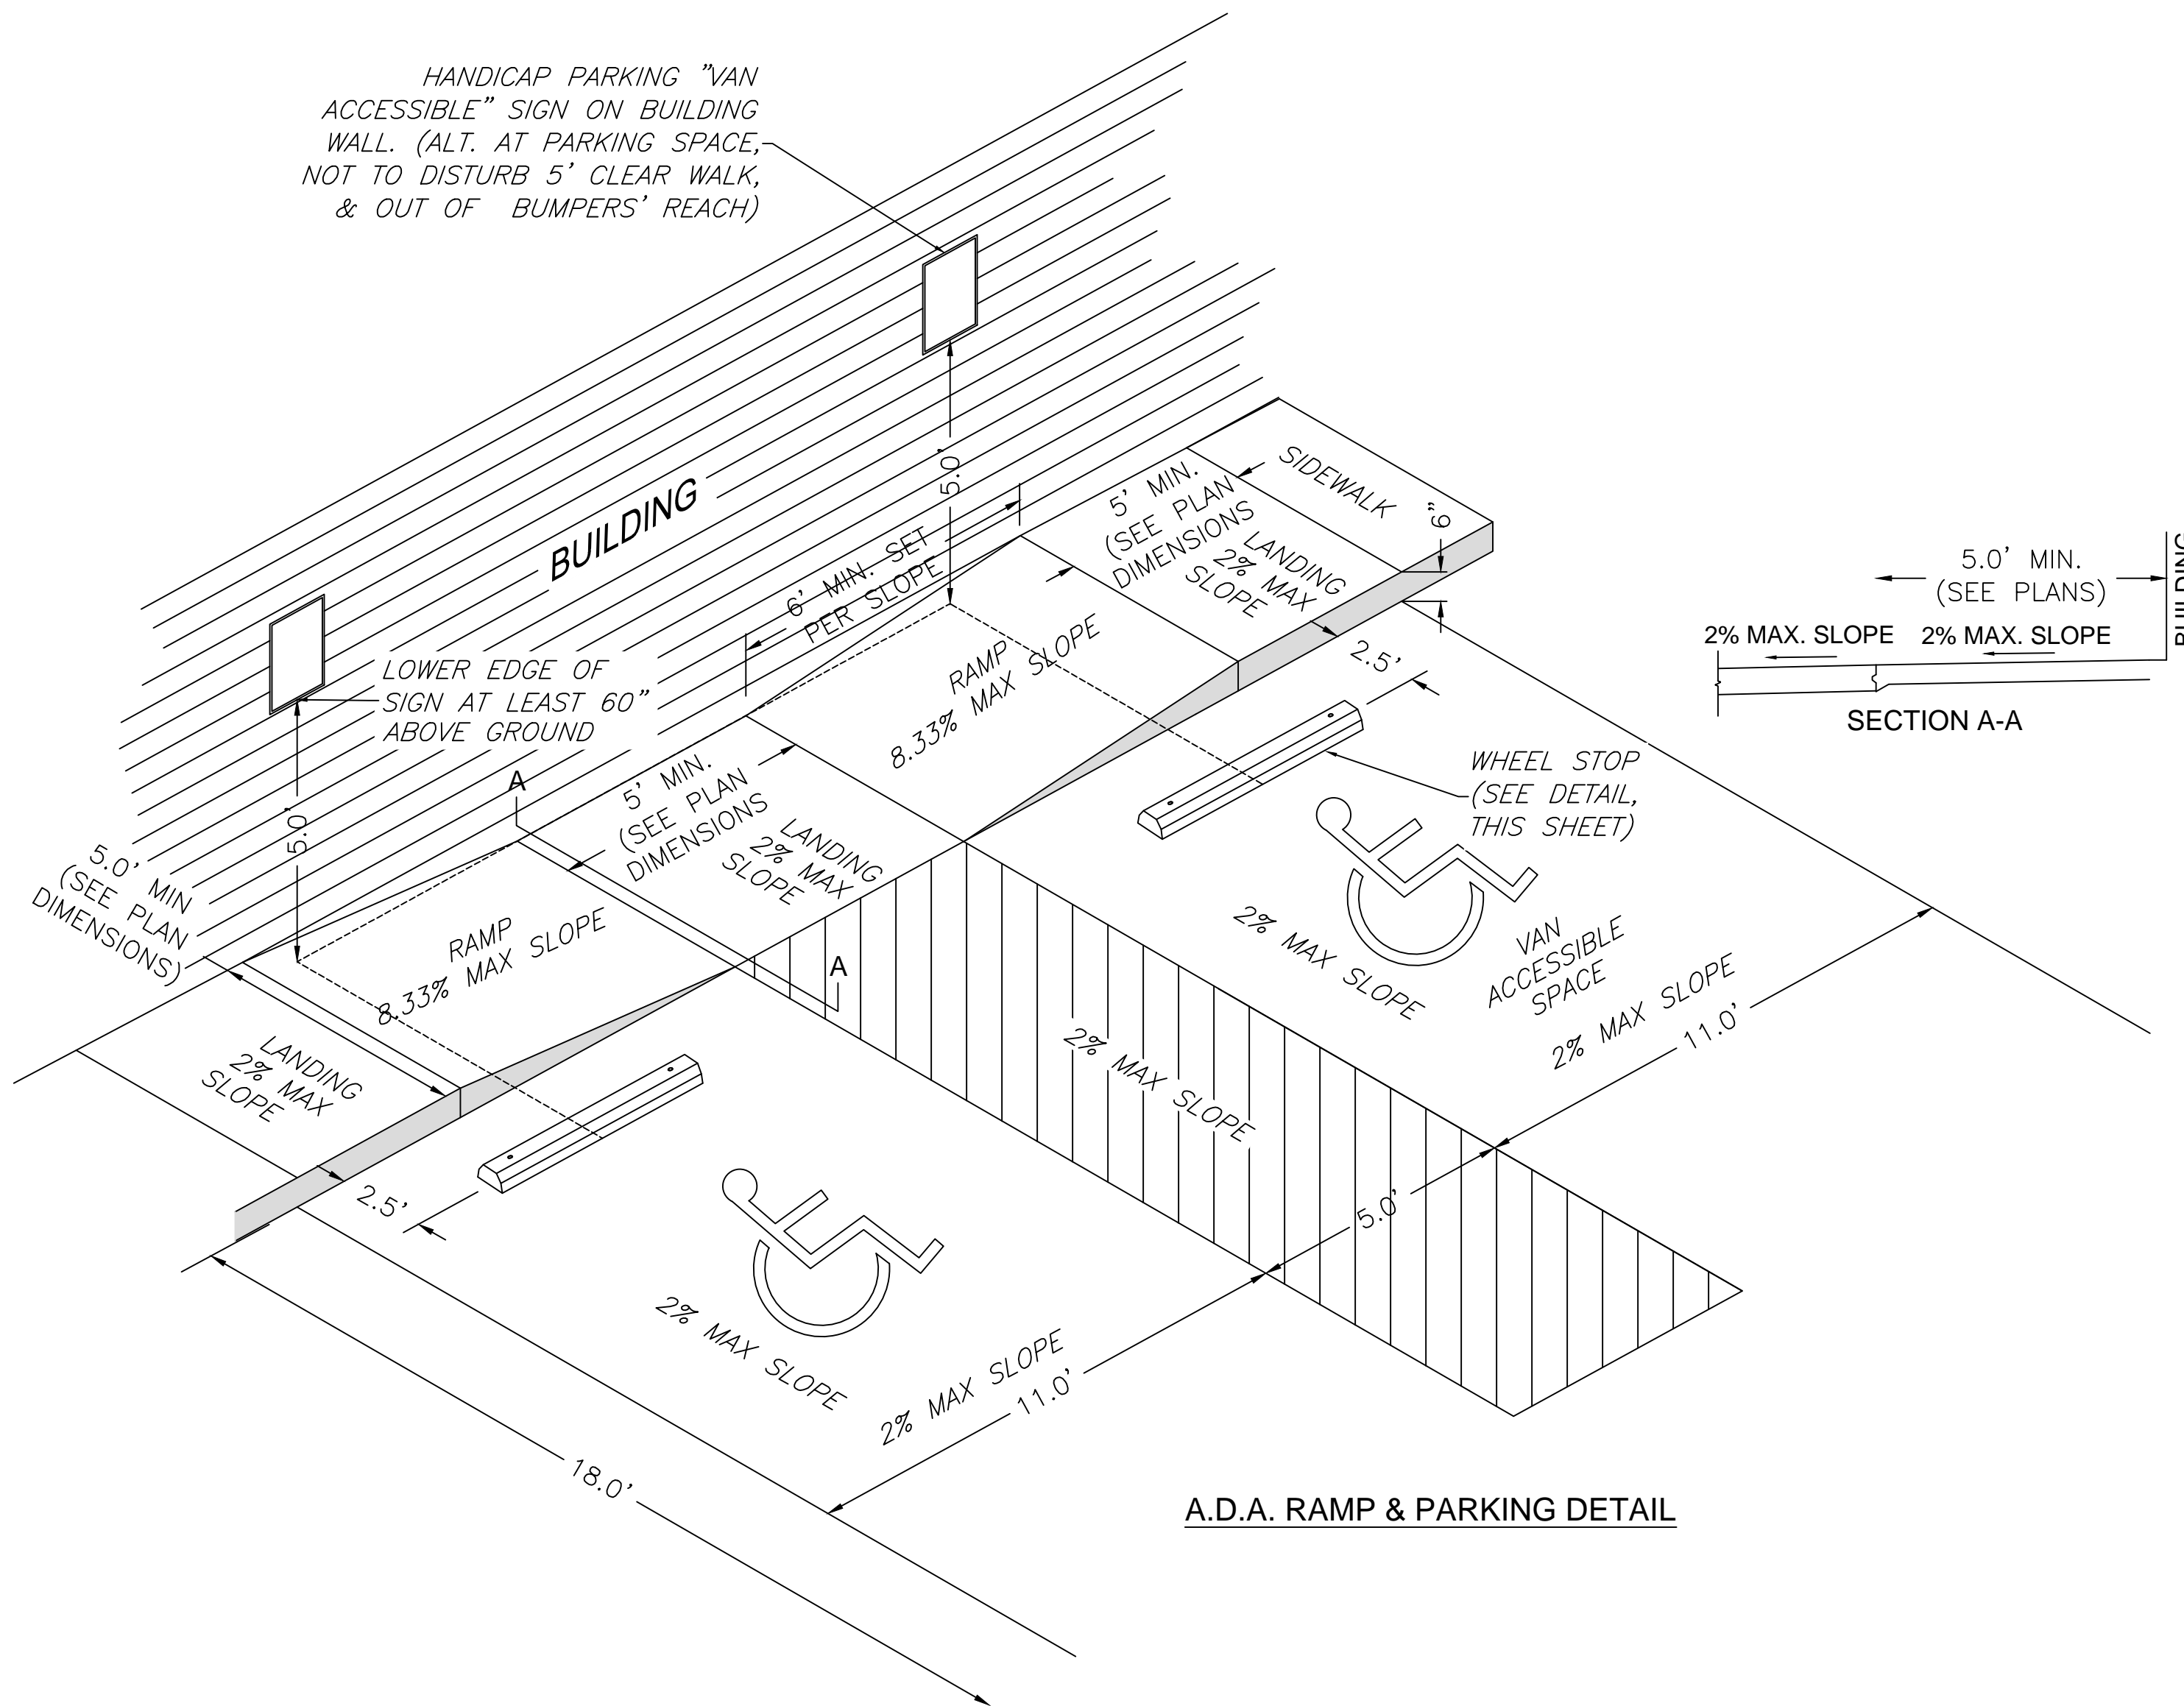 HANDICAP PARKING "VAN
ACCESSIBLE" SIGN ON BUILDING
WALL. (ALT. AT PARKING SPACE,
NOT TO DISTURB 5' CLEAR WALK,
& OUT OF BUMPERS' REACH)
BUILDING
5.0'
6' MIN. SET
PER SLOPE
5' MIN.
(SEE PLAN
DIMENSIONS
SIDEWALK
6"
LANDING
2% MAX
SLOPE
5.0' MIN.
(SEE PLANS)
BUILDING
2% MAX. SLOPE
2% MAX. SLOPE
SECTION A-A
RAMP
8.33% MAX SLOPE
2.5'
LOWER EDGE OF
SIGN AT LEAST 60"
ABOVE GROUND
WHEEL STOP
(SEE DETAIL,
THIS SHEET)
A
5' MIN.
(SEE PLAN
DIMENSIONS
LANDING
2% MAX
SLOPE
5.0'
5.0' MIN
(SEE PLAN
DIMENSIONS)
RAMP
8.33% MAX SLOPE
A
2% MAX SLOPE
VAN
ACCESSIBLE
SPACE
2% MAX SLOPE
11.0'
LANDING
2% MAX
SLOPE
2% MAX SLOPE
2.5'
5.0'
2% MAX SLOPE
2% MAX SLOPE
11.0'
18.0'
A.D.A. RAMP & PARKING DETAIL